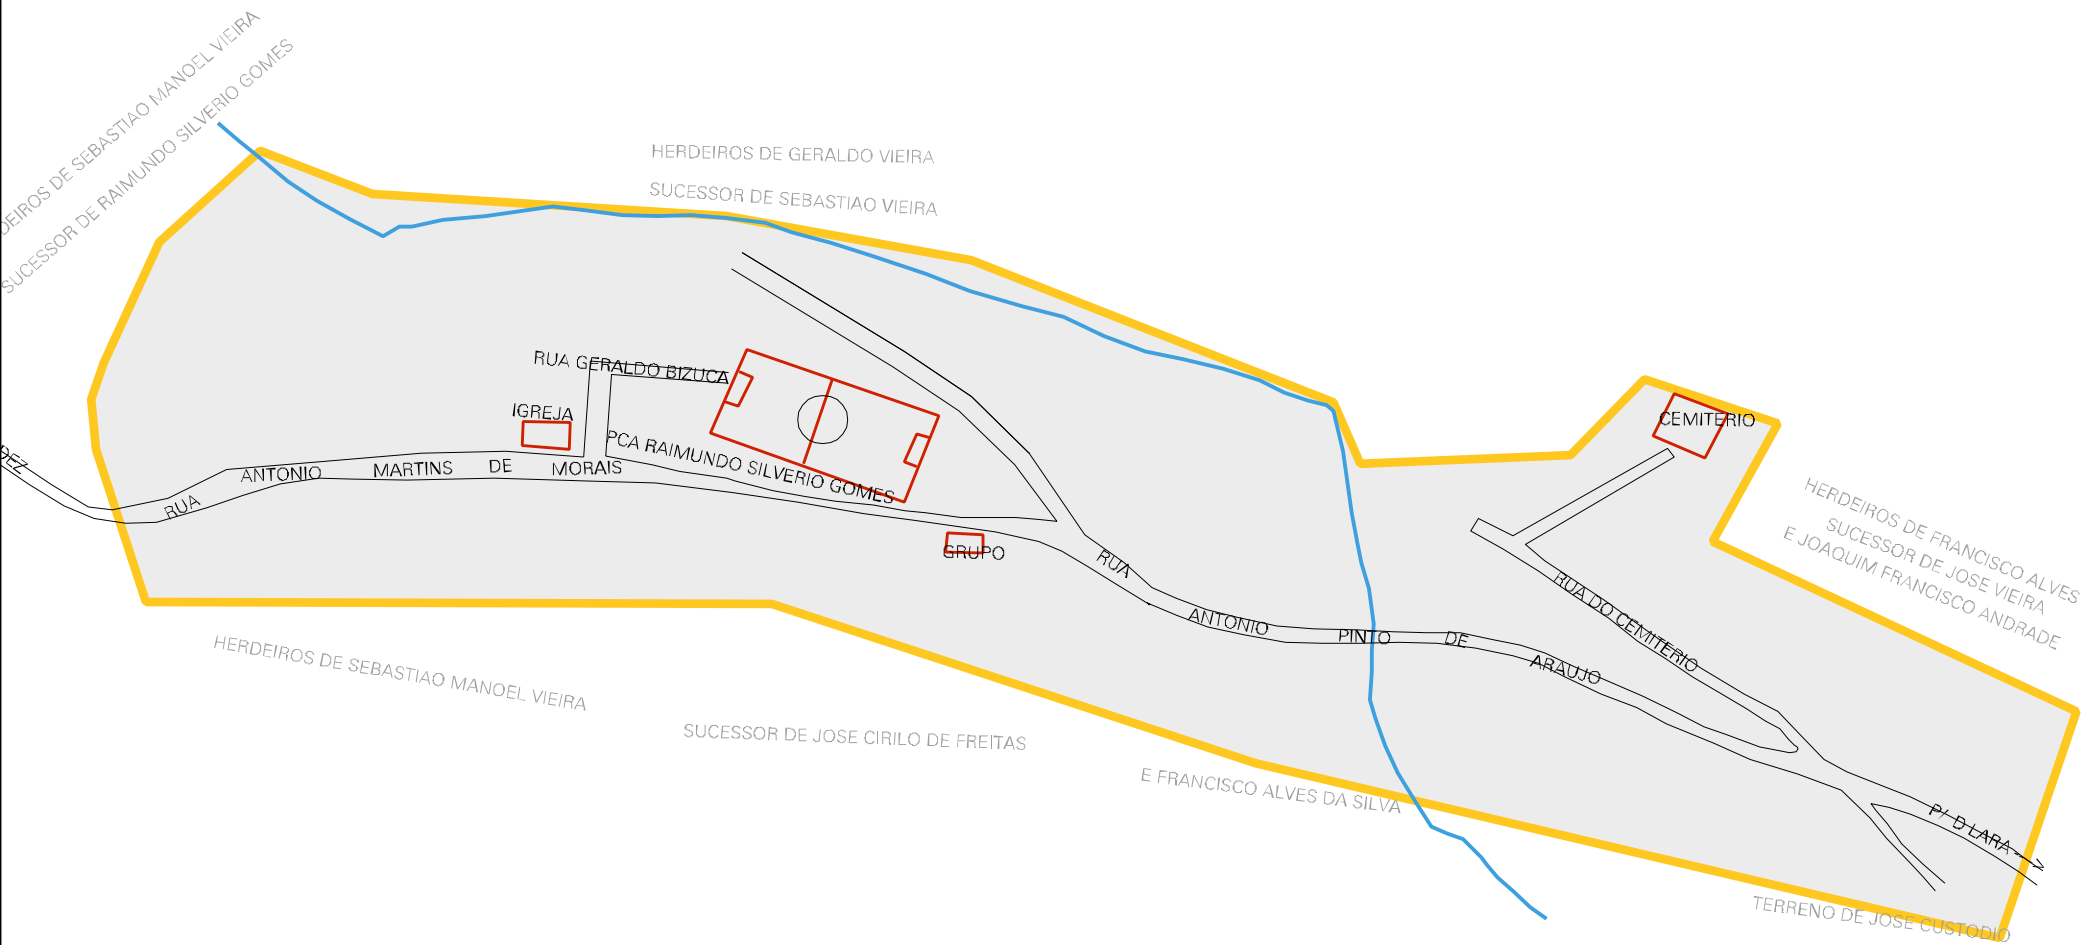 DEIROS DE SEBASTIAO MANOEL VIEIRA
SUCESSOR DE RAIMUNDO SILVERIO GOMES
HERDEIROS DE GERALDO VIEIRA
SUCESSOR DE SEBASTIAO VIEIRA
RUA GERALDO BIZUCA
IGREJA
CEMITERIO
PCA RAIMUNDO SILVERIO GOMES
DEZ
RUA ANTONIO MARTINS DE MORAIS
GRUPO
HERDEIROS DE FRANCISCO ALVES
SUCESSOR DE JOSE VIEIRA
E JOAQUIM FRANCISCO ANDRADE
RUA ANTONIO PINTO DE ARAUJO
RUA DO CEMITERIO
HERDEIROS DE SEBASTIAO MANOEL VIEIRA
SUCESSOR DE JOSE CIRILO DE FREITAS
E FRANCISCO ALVES DA SILVA
P/ D LARA
TERRENO DE JOSE CUSTODIO